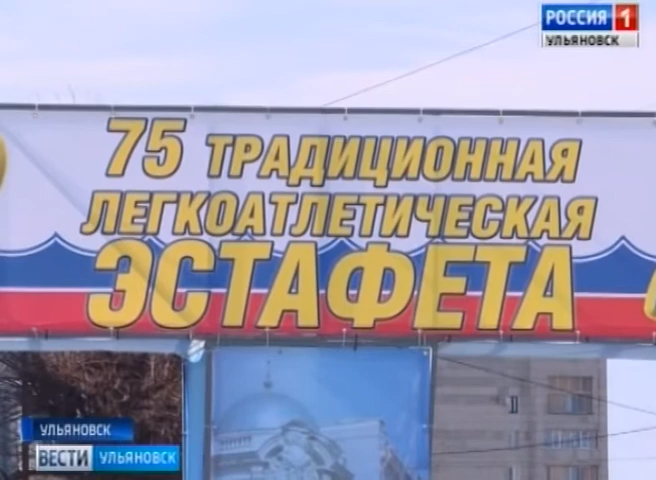 РОССИЯ 1
УЛЬЯНОВСК
75 ТРАДИЦИОННАЯ
ЛЕГКОАТЛЕТИЧЕСКАЯ
ЭСТАФЕТА
УЛЬЯНОВСК
ВЕСТИ УЛЬЯНОВСК